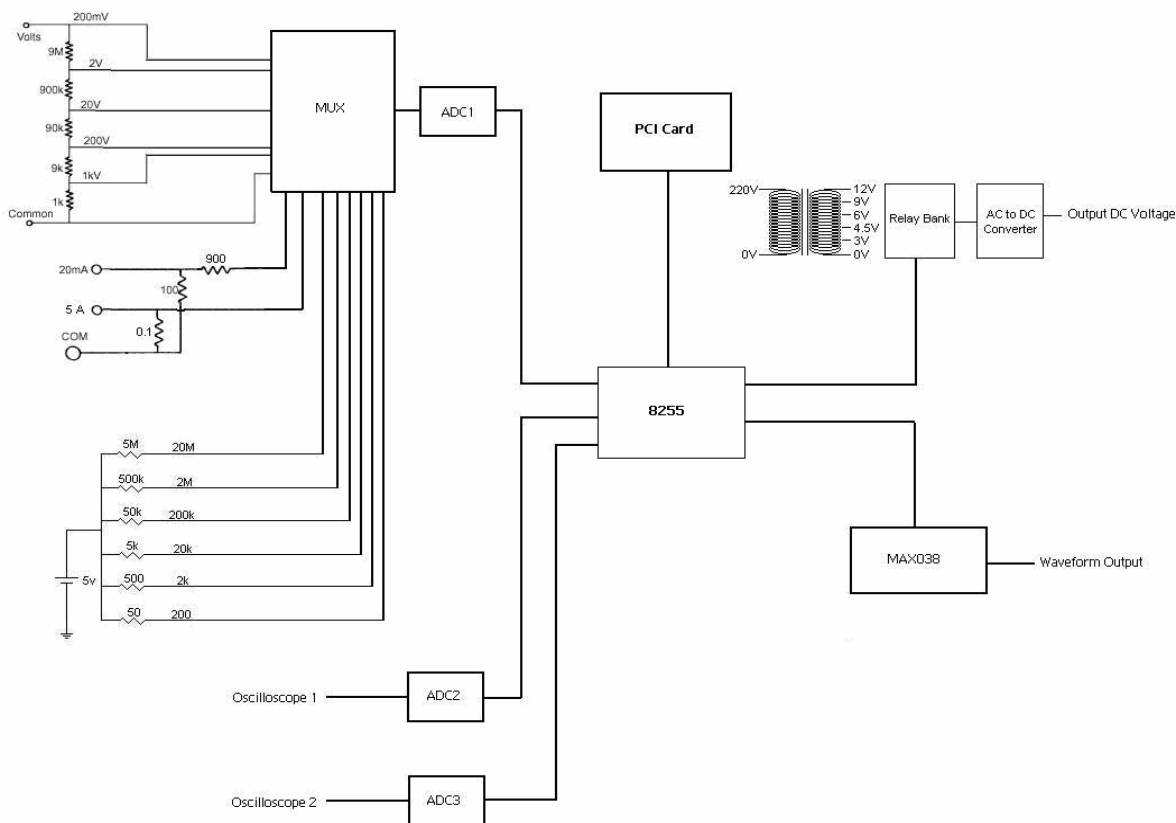 200mV
Volts
9M
2V
900k
20V
90k
200V
9k
1kV
1k
Common
MUX
ADC1
PCI Card
220V
0V
12V
9V
6V
4.5V
3V
0V
Relay Bank
AC to DC
Converter
Output DC Voltage
20mA
900
100
5 A
0.1
COM
8255
5M
20M
500k
2M
50k
200k
5k
20k
5v
500
2k
50
200
MAX038
Waveform Output
Oscilloscope 1
ADC2
Oscilloscope 2
ADC3